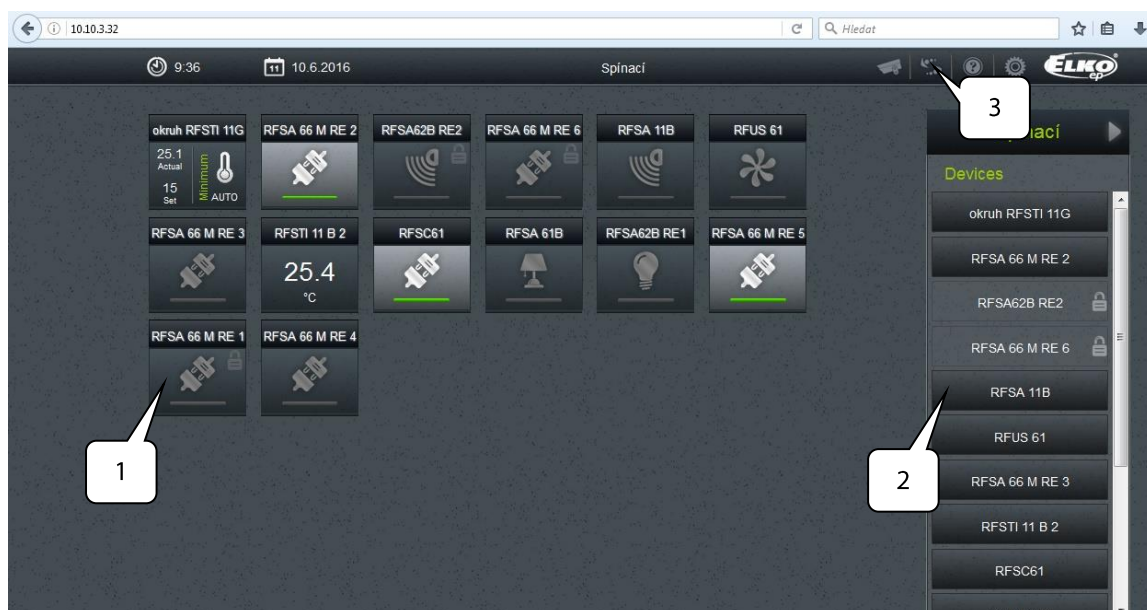 10.10.3.32
Hledat
9:36
11
10.6.2016
Spínací
ELKO
ep
okruh RFSTI 11G
RFSA 66 M RE 2
RFSA62B RE2
RFSA 66 M RE 6
RFSA 11B
RFUS 61
25.1
Actual
15
Set
Minimum
AUTO
RFSA 66 M RE 3
RFSTI 11 B 2
RFSC61
RFSA 61B
RFSA62B RE1
RFSA 66 M RE 5
25.4
°C
RFSA 66 M RE 1
RFSA 66 M RE 4
1
2
3
ací
Devices
okruh RFSTI 11G
RFSA 66 M RE 2
RFSA62B RE2
RFSA 66 M RE 6
RFSA 11B
RFUS 61
RFSA 66 M RE 3
RFSTI 11 B 2
RFSC61